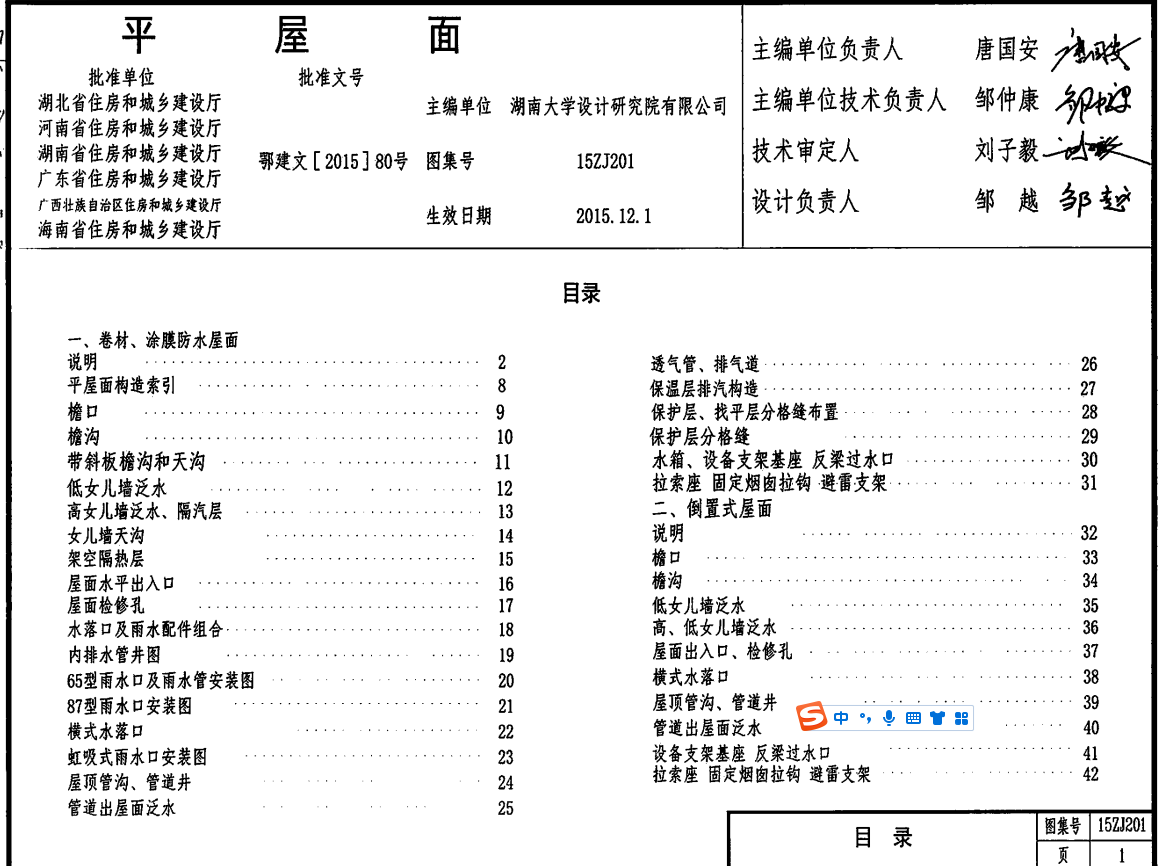 平 屋 面
批准单位 批准文号
湖北省住房和城乡建设厅
河南省住房和城乡建设厅
湖南省住房和城乡建设厅
广东省住房和城乡建设厅
广西壮族自治区住房和城乡建设厅
海南省住房和城乡建设厅
鄂建文[2015]80号
主编单位 湖南大学设计研究院有限公司
图集号 15ZJ201
生效日期 2015.12.1
主编单位负责人 唐国安 唐国安
主编单位技术负责人 邹仲康 邹仲康
技术审定人 刘子毅
设计负责人 邹 越 邹越
目录
一、卷材、涂膜防水屋面
说明 2
平屋面构造索引 8
檐口 9
檐沟 10
带斜板檐沟和天沟 11
低女儿墙泛水 12
高女儿墙泛水、隔汽层 13
女儿墙天沟 14
架空隔热层 15
屋面水平出入口 16
屋面检修孔 17
水落口及雨水配件组合 18
内排水管井图 19
65型雨水口及雨水管安装图 20
87型雨水口安装图 21
横式水落口 22
虹吸式雨水口安装图 23
屋顶管沟、管道井 24
管道出屋面泛水 25
透气管、排气道 26
保温层排汽构造 27
保护层、找平层分格缝布置 28
保护层分格缝 29
水箱、设备支架基座 反梁过水口 30
拉索座 固定烟囱拉钩 避雷支架 31
二、倒置式屋面
说明 32
檐口 33
檐沟 34
低女儿墙泛水 35
高、低女儿墙泛水 36
屋面出入口、检修孔 37
横式水落口 38
屋顶管沟、管道井 39
管道出屋面泛水 40
设备支架基座 反梁过水口 41
拉索座 固定烟囱拉钩 避雷支架 42
S 中
目 录
图集号 15ZJ201
页 1